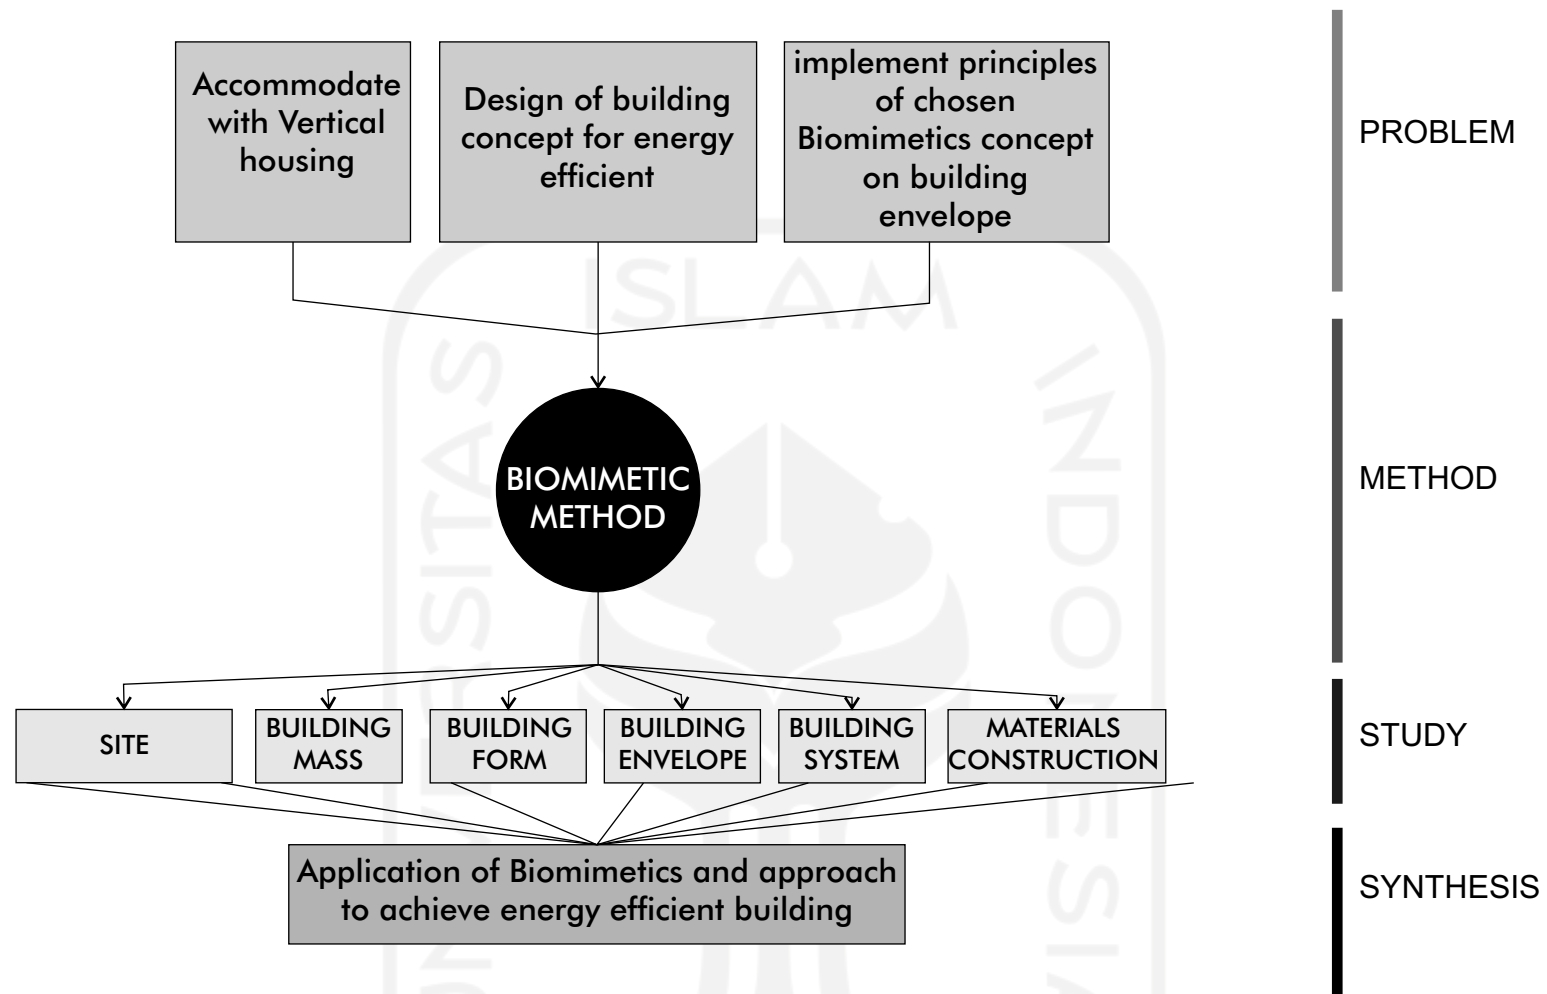 Accommodate
with Vertical
housing
Design of building
concept for energy
efficient
implement principles
of chosen
Biomimetics concept
on building
envelope
PROBLEM
BIOMIMETIC
METHOD
METHOD
SITE
BUILDING
MASS
BUILDING
FORM
BUILDING
ENVELOPE
BUILDING
SYSTEM
MATERIALS
CONSTRUCTION
STUDY
Application of Biomimetics and approach
to achieve energy efficient building
SYNTHESIS
ISLAM
INDONESIA